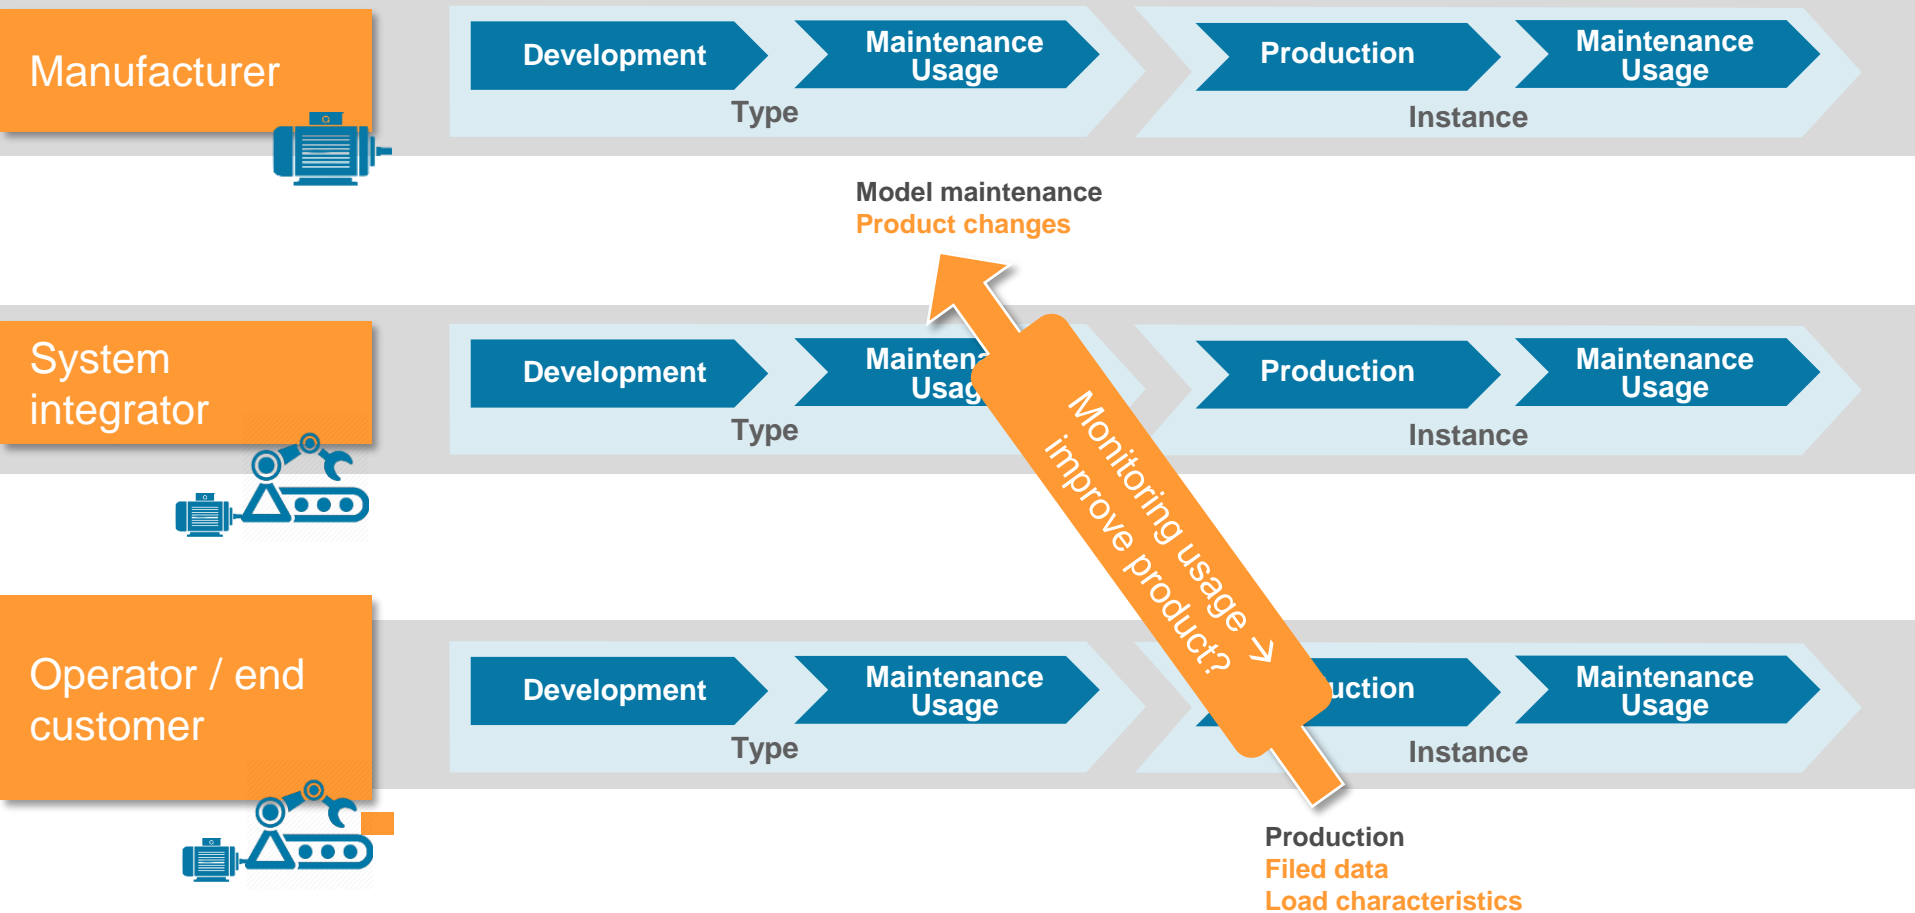 Manufacturer
Development
Maintenance
Usage
Type
Production
Maintenance
Usage
Instance
Model maintenance
Product changes
System
integrator
Development
Type
Production
Maintenance
Usage
Instance
Monitoring usage →
improve product?
Operator / end
customer
Development
Maintenance
Usage
Type
Maintenance
Usage
Instance
Production
Filed data
Load characteristics